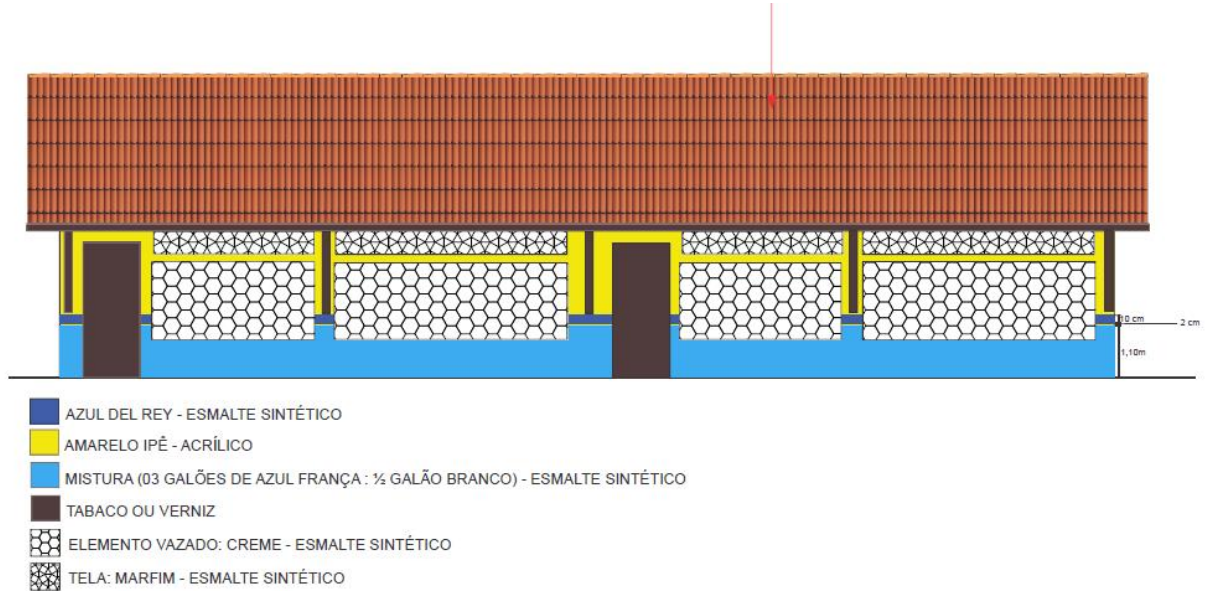 10 cm
2 cm
1,10m
AZUL DEL REY - ESMALTE SINTÉTICO
AMARELO IPÊ - ACRÍLICO
MISTURA (03 GALÕES DE AZUL FRANÇA : ½ GALÃO BRANCO) - ESMALTE SINTÉTICO
TABACO OU VERNIZ
ELEMENTO VAZADO: CREME - ESMALTE SINTÉTICO
TELA: MARFIM - ESMALTE SINTÉTICO